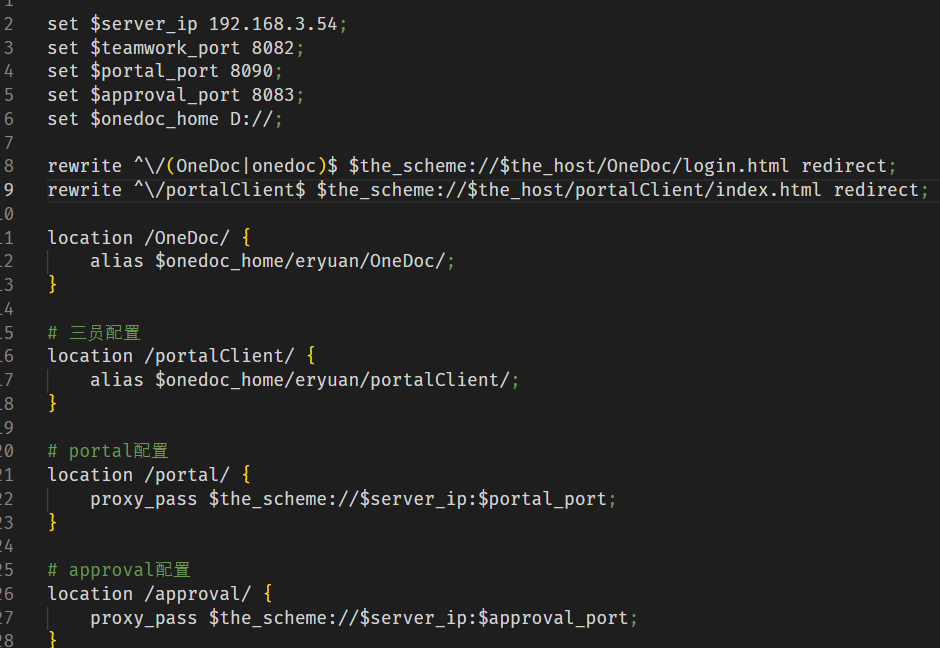 1
2 set $server_ip 192.168.3.54;
3 set $teamwork_port 8082;
4 set $portal_port 8090;
5 set $approval_port 8083;
6 set $onedoc_home D://;
7
8 rewrite ^\/(OneDoc|onedoc)$ $the_scheme://$the_host/OneDoc/login.html redirect;
9 rewrite ^\/portalClient$ $the_scheme://$the_host/portalClient/index.html redirect;
10
11 location /OneDoc/ {
12 alias $onedoc_home/eryuan/OneDoc/;
13 }
14
15 # 三员配置
16 location /portalClient/ {
17 alias $onedoc_home/eryuan/portalClient/;
18 }
19
20 # portal配置
21 location /portal/ {
22 proxy_pass $the_scheme://$server_ip:$portal_port;
23 }
24
25 # approval配置
26 location /approval/ {
27 proxy_pass $the_scheme://$server_ip:$approval_port;
28 }